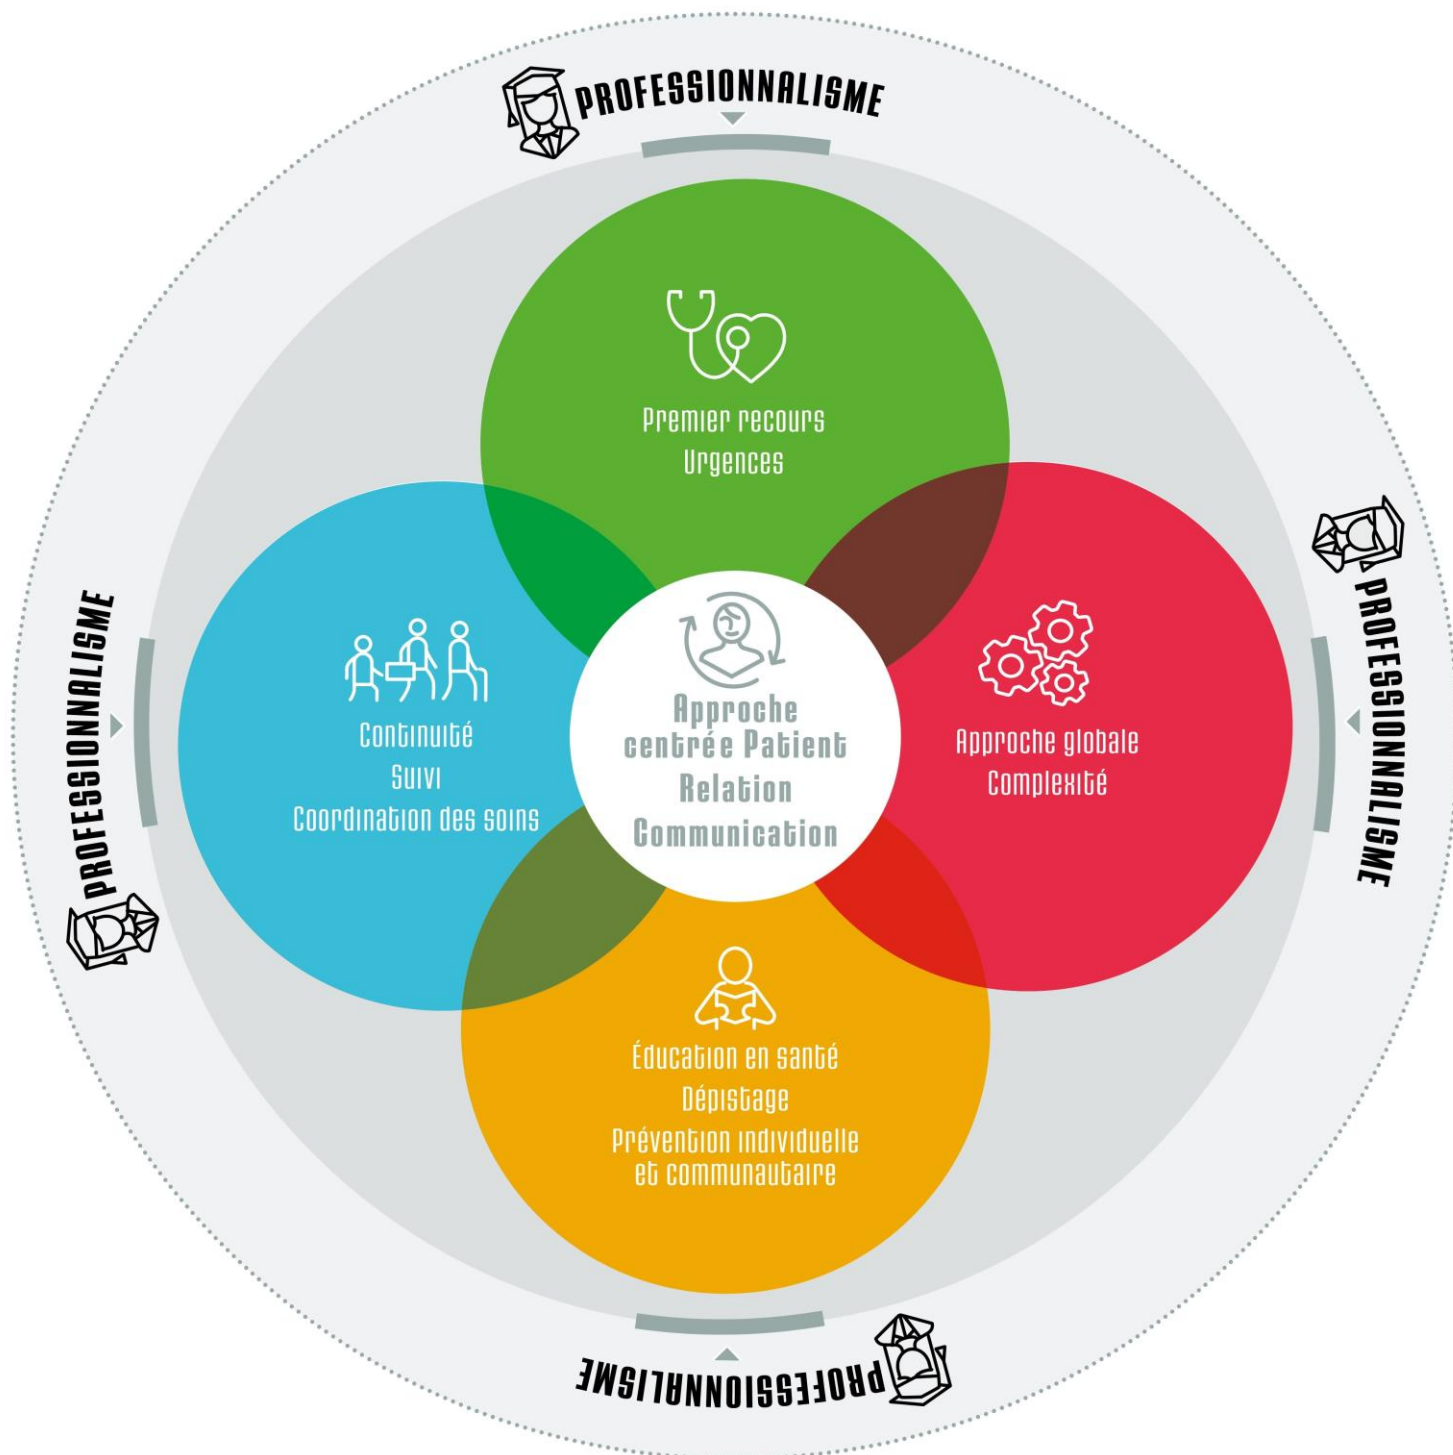 PROFESSIONNALISME
Premier recours
Urgences
PROFESSIONNALISME
Continuité
Suivi
Coordination des soins
Approche
centrée Patient
Relation
Communication
Approche globale
Complexité
PROFESSIONNALISME
Éducation en santé
Dépistage
Prévention individuelle
et communautaire
PROFESSIONNALISME